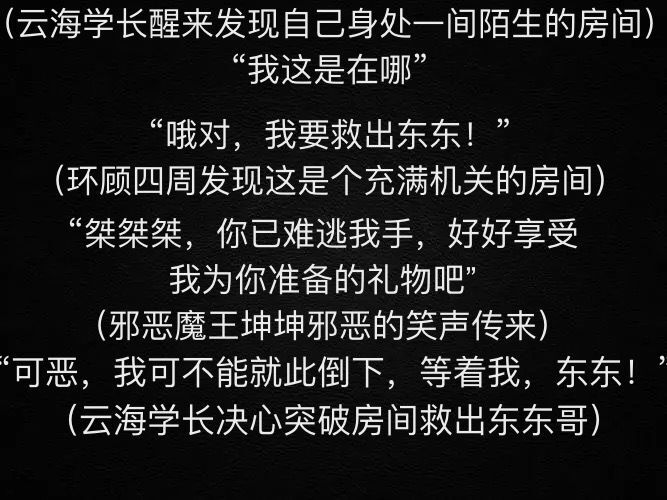 （云海学长醒来发现自己身处一间陌生的房间）
“我这是在哪”
“哦对，我要救出东东！”
（环顾四周发现这是个充满机关的房间）
“桀桀桀，你已难逃我手，好好享受
我为你准备的礼物吧”
（邪恶魔王坤坤邪恶的笑声传来）
“可恶，我可不能就此倒下，等着我，东东！”
（云海学长决心突破房间救出东东哥）